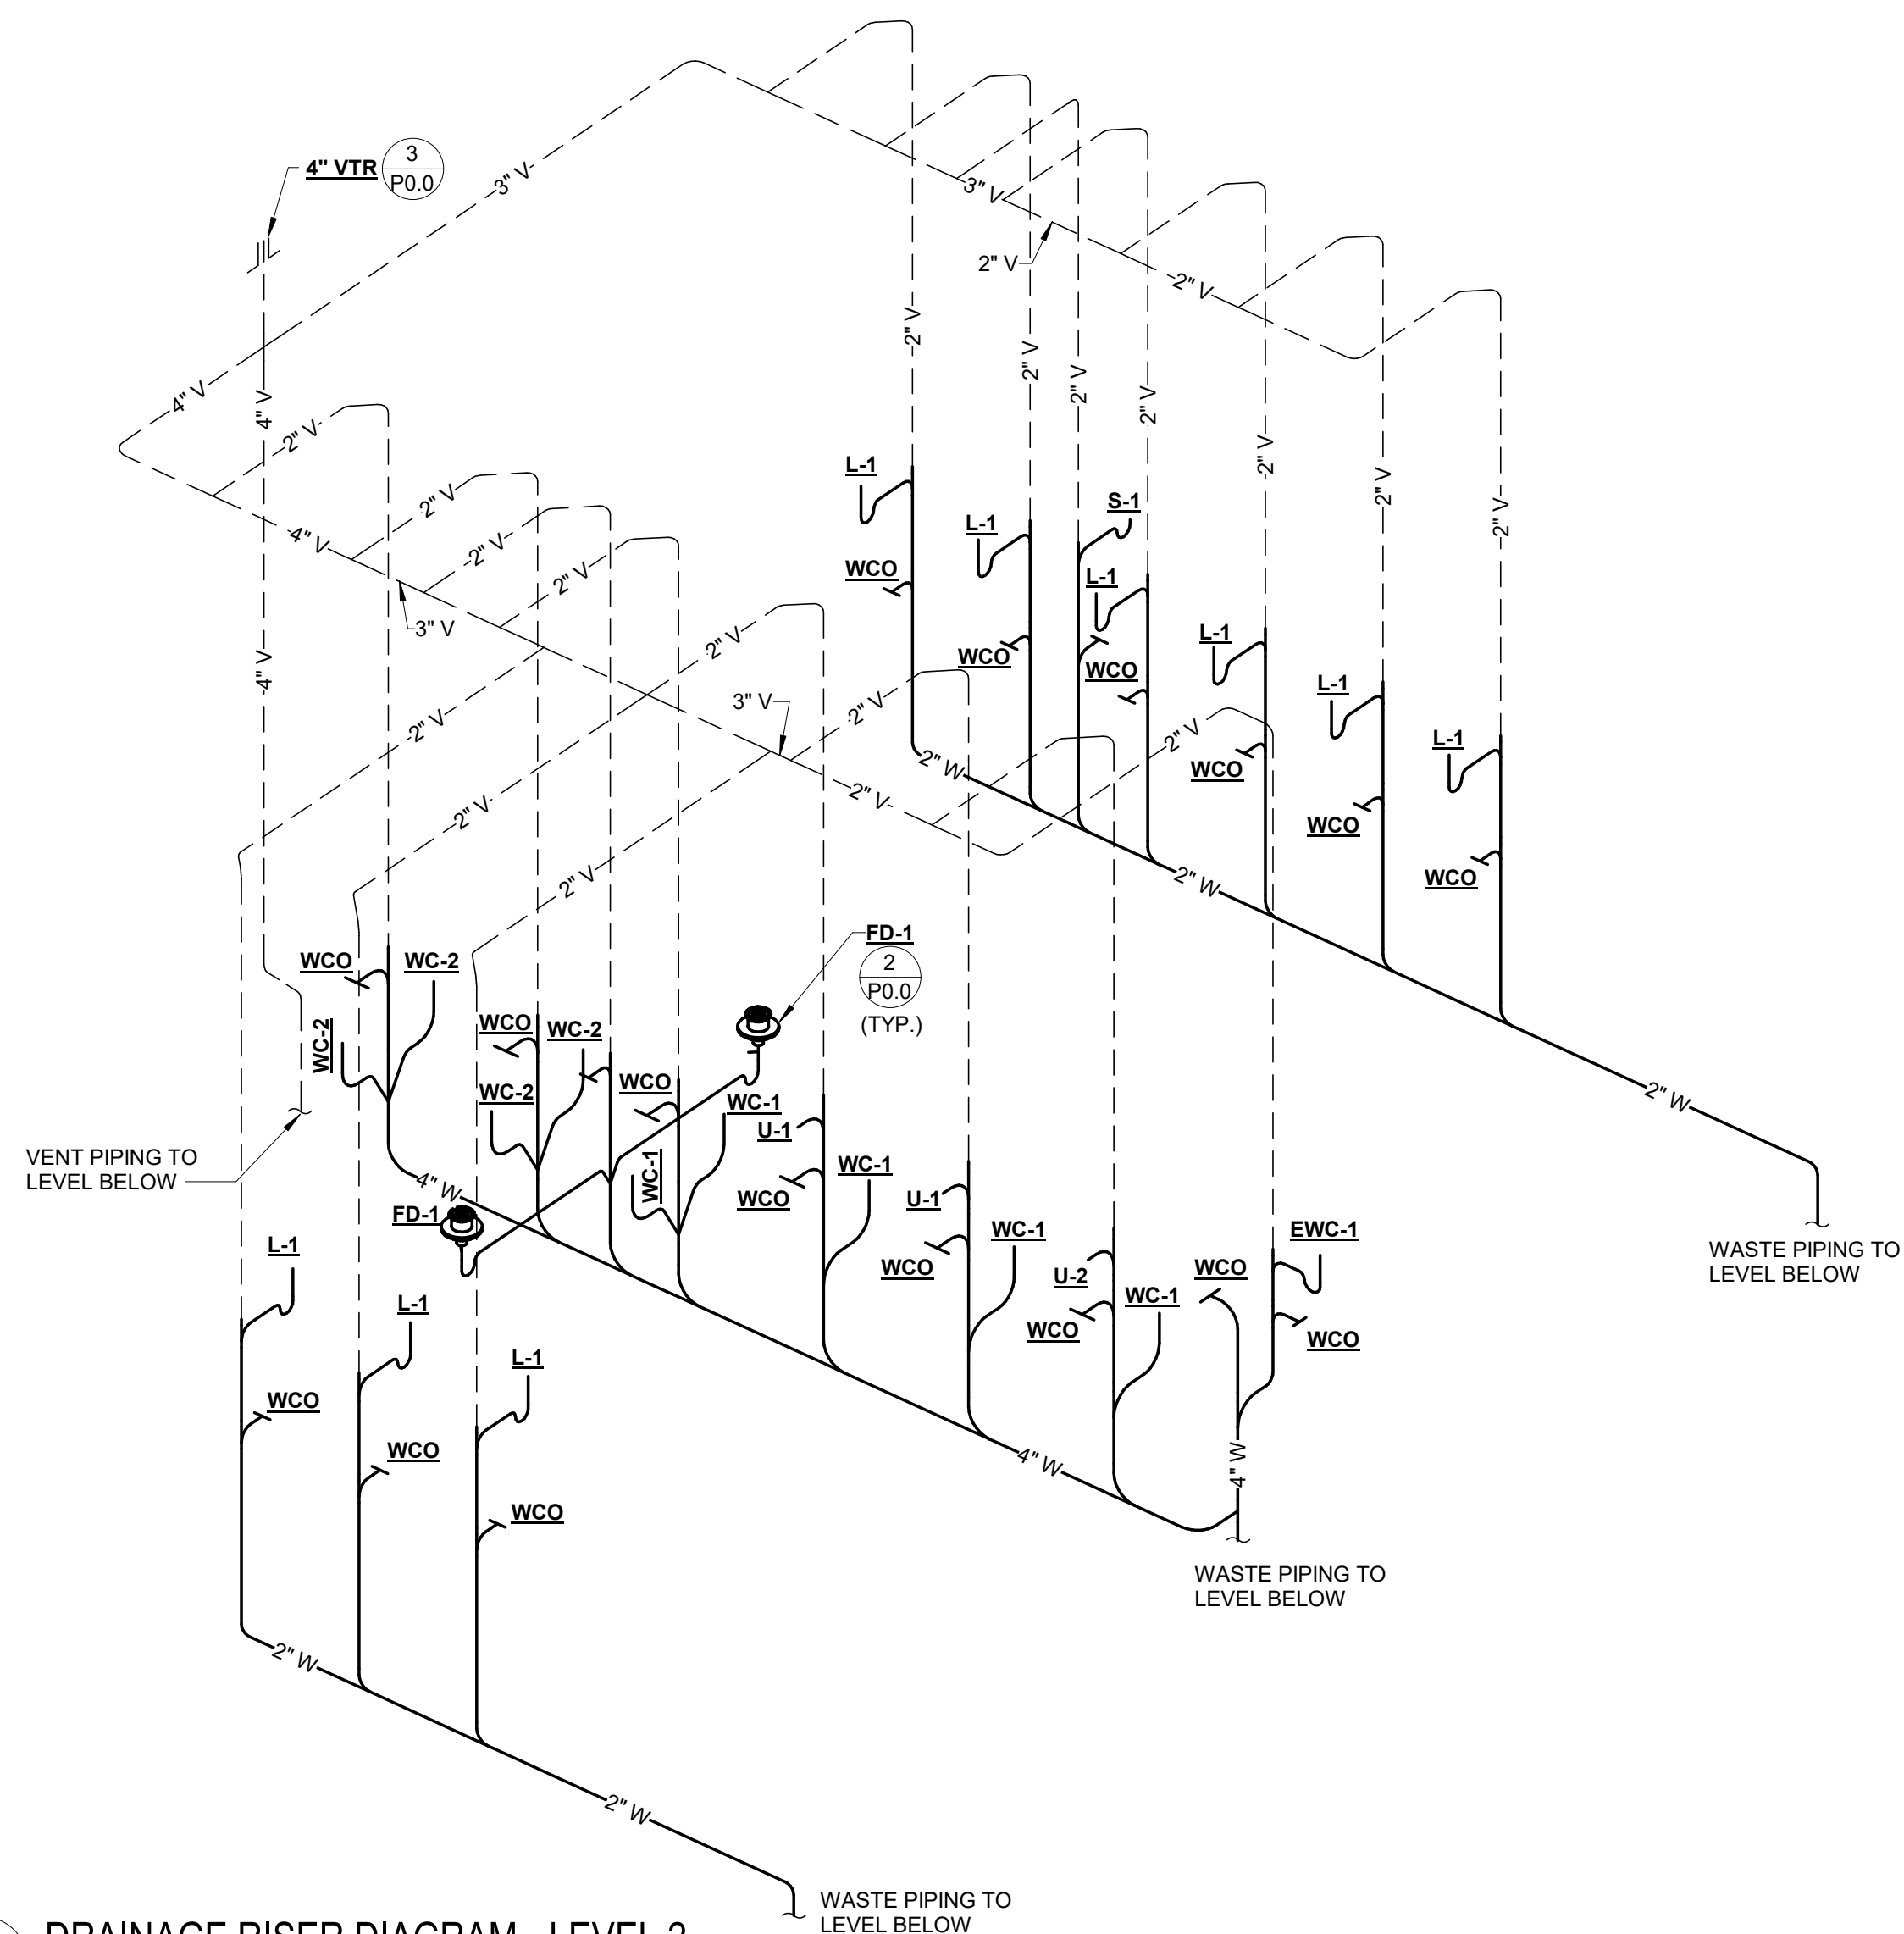 4" VTR
3
P0.0
3" V
3" V
2" V
2" V
4" V
4" V
2" V
2" V
2" V
2" V
2" V
2" V
2" V
2" V
2" V
4" V
2" V
2" V
3" V
L-1
L-1
S-1
WCO
L-1
L-1
WCO
WCO
L-1
L-1
WCO
WCO
WCO
4" V
2" V
2" V
3" V
2" V
2" V
2" V
2" V
2" V
2" W
2" W
2" W
FD-1
2
P0.0
(TYP.)
WCO
WC-2
WC-2
WCO
WC-2
WC-2
WCO
WC-1
WC-1
U-1
WCO
WC-1
U-1
WCO
WC-1
U-2
WCO
WC-1
WCO
EWC-1
WCO
VENT PIPING TO
LEVEL BELOW
4" W
FD-1
L-1
L-1
L-1
WCO
WCO
WCO
4" W
4" W
WASTE PIPING TO
LEVEL BELOW
WASTE PIPING TO
LEVEL BELOW
2" W
2" W
WASTE PIPING TO
LEVEL BELOW
DRAINAGE RISER DIAGRAM - LEVEL